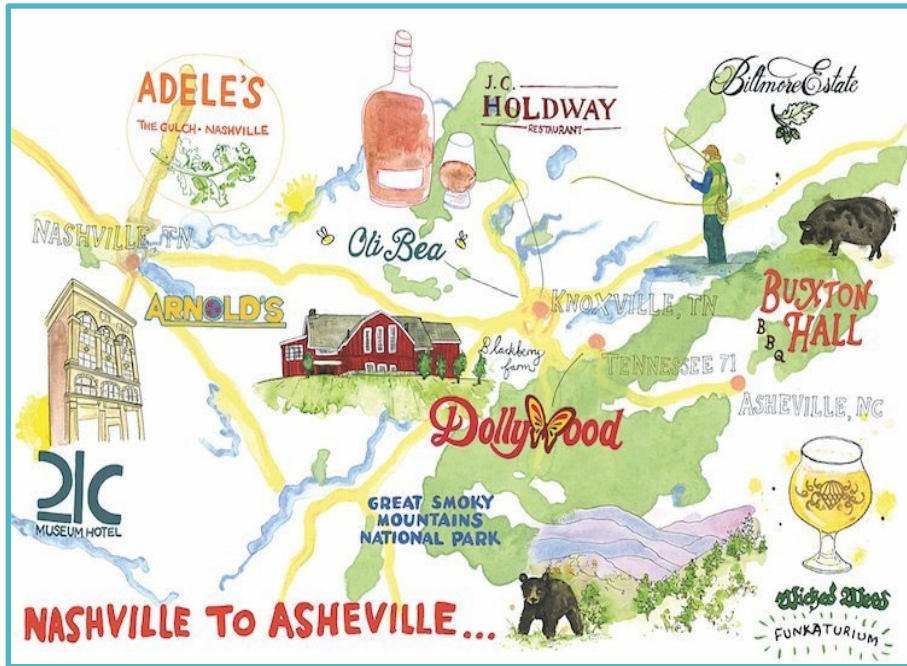 ADELE'S
THE GULCH · NASHVILLE
J.C.
HOLDWAY
RESTAURANT
Biltmore Estate
NASHVILLE, TN
Oli Bea
ARNOLD'S
KNOXVILLE, TN
BUXTON
HALL
BBQ
Blackberry
farm
TENNESSEE 71
ASHEVILLE, NC
Dollywood
21C
MUSEUM HOTEL
GREAT SMOKY
MOUNTAINS
NATIONAL PARK
Wicked Weed
FUNKATORIUM
NASHVILLE TO ASHEVILLE...